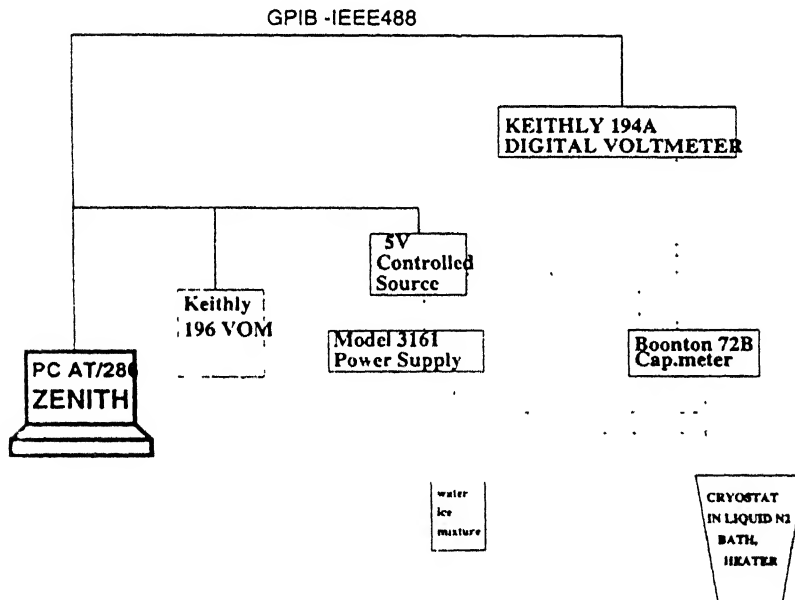 GPIB -IEEE488
KEITHLY 194A
DIGITAL VOLTMETER
5V
Controlled
Source
Keithly
196 VOM
Model 3161
Power Supply
Boonton 72B
Cap.meter
PC AT/286
ZENITH
water
ice
mixture
CRYOSTAT
IN LIQUID N2
BATH,
HEATER